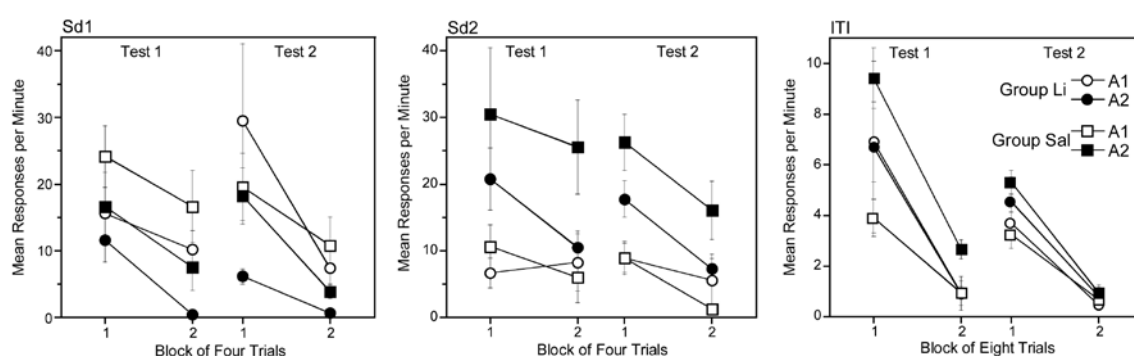 Sd1
Test 1 Test 2
Mean Responses per Minute
40
30
20
10
0
1 2 1 2
Block of Four Trials
Sd2
Test 1 Test 2
Mean Responses per Minute
40
30
20
10
0
1 2 1 2
Block of Four Trials
ITI
Test 1 Test 2
Mean Responses per Minute
10
8
6
4
2
0
1 2 1 2
Block of Eight Trials
Group Li
A1
A2
Group Sal
A1
A2